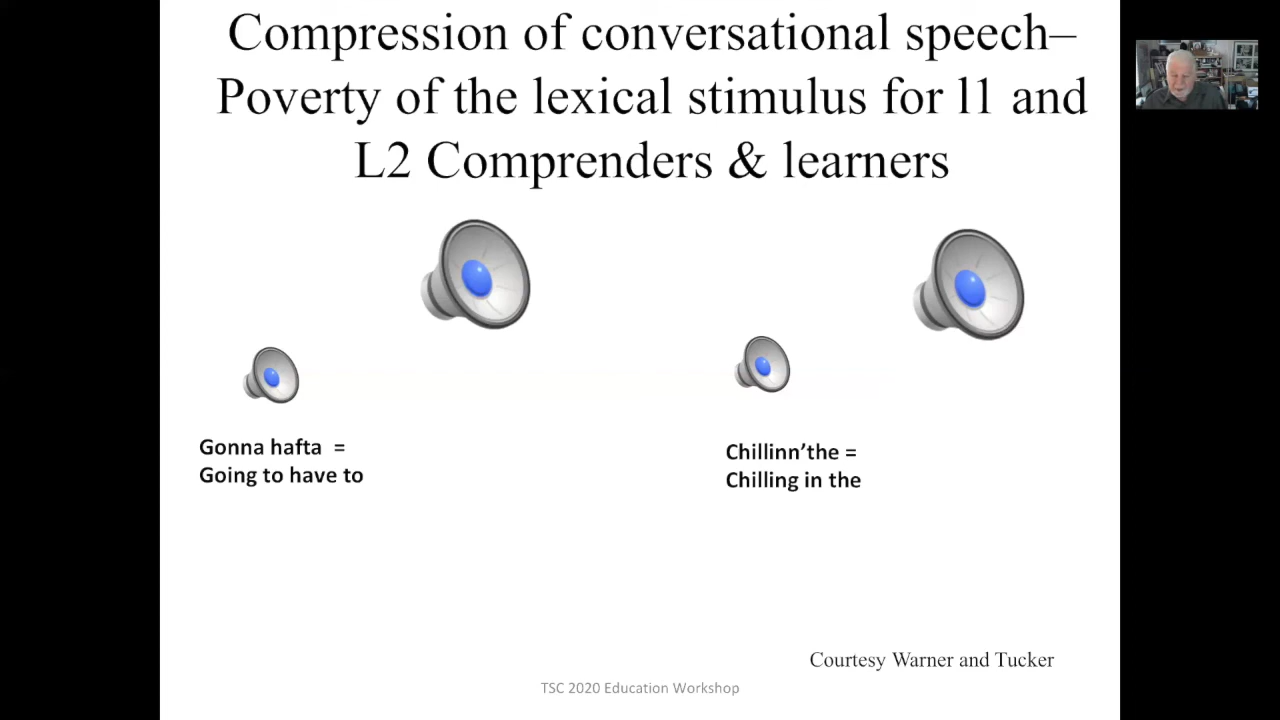 Compression of conversational speech–
Poverty of the lexical stimulus for l1 and
L2 Comprenders & learners
Gonna hafta =
Going to have to
Chillinn’the =
Chilling in the
Courtesy Warner and Tucker
TSC 2020 Education Workshop